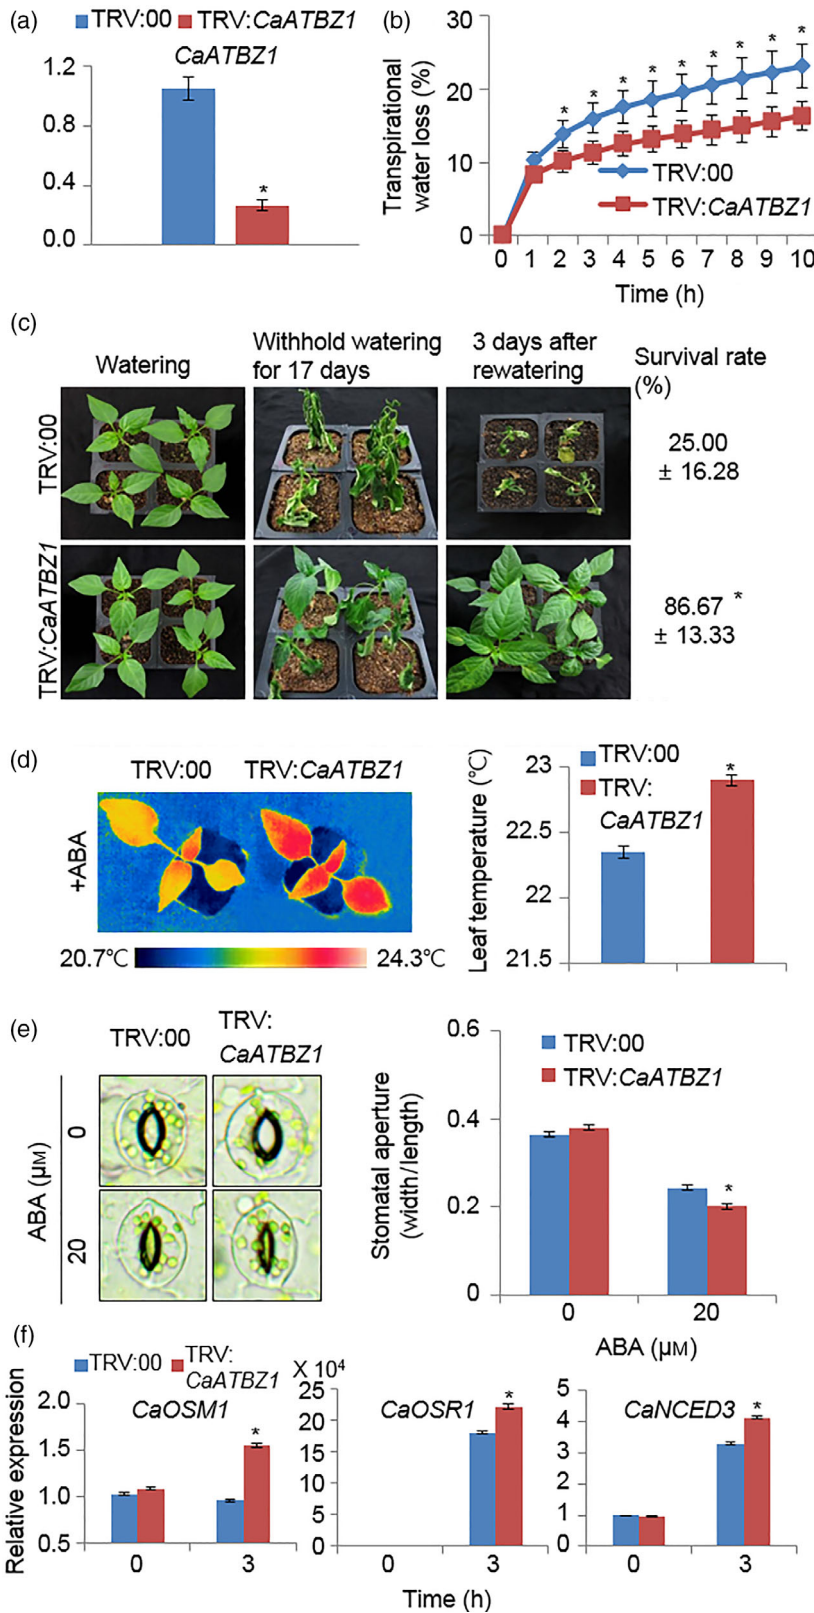 (a)
TRV:00 TRV:CaATBZ1
CaATBZ1
1.2
0.8
0.4
0.0
*
(b)
Transpirational
water loss (%)
30
20
10
0
* * * * * * * * *
TRV:00
TRV:CaATBZ1
0 1 2 3 4 5 6 7 8 9 10
Time (h)
(c)
Watering
Withhold watering
for 17 days
3 days after
rewatering
Survival rate
(%)
TRV:00
25.00
± 16.28
TRV:CaATBZ1
86.67 *
± 13.33
(d)
TRV:00 TRV:CaATBZ1
+ABA
20.7℃ 24.3℃
Leaf temperature (℃)
23
22.5
22
21.5
TRV:00
TRV:
CaATBZ1
*
(e)
TRV:00
TRV:
CaATBZ1
ABA (μM)
0
20
Stomatal aperture
(width/length)
0.6
0.4
0.2
0
TRV:00
TRV:CaATBZ1
*
0 20
ABA (μM)
(f)
TRV:00 TRV:
CaATBZ1
Relative expression
CaOSM1
2.0
1.5
1.0
0.5
*
0 3
X 10⁴
CaOSR1
25
20
15
10
5
0
*
0 3
CaNCED3
5
4
3
2
1
0
*
0 3
Time (h)